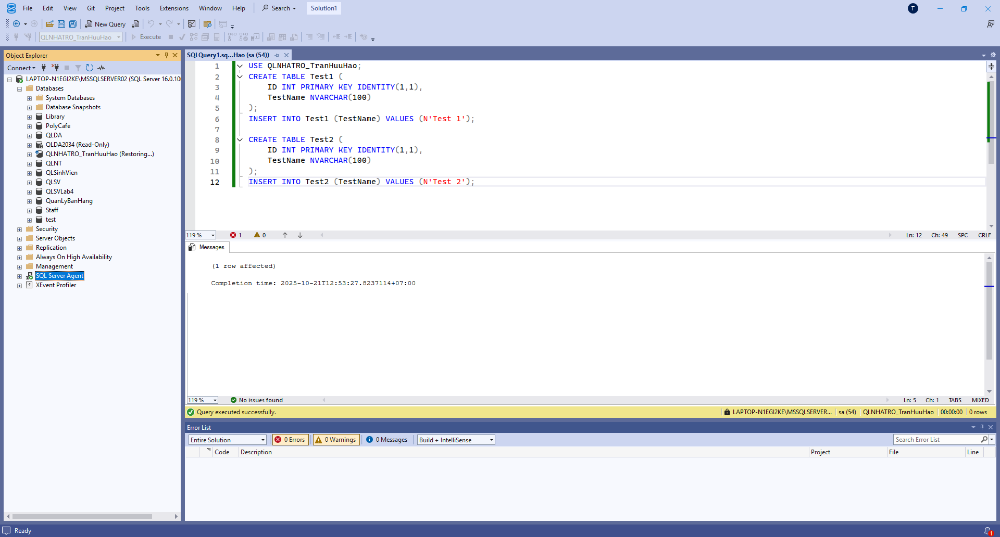 File Edit View Git Project Tools Extensions Window Help Search Solution1 T
New Query
QLNHATRO_TranHuuHao Execute
Object Explorer
Connect
LAPTOP-N1EGI2KE\MSSQLSERVER02 (SQL Server 16.0.10
Databases
System Databases
Database Snapshots
Library
PolyCafe
QLDA
QLDA2034 (Read-Only)
QLNHATRO_TranHuuHao (Restoring...)
QLNT
QLSinhVien
QLSV
QLSVLab4
QuanLyBanHang
Staff
test
Security
Server Objects
Replication
Always On High Availability
Management
SQL Server Agent
XEvent Profiler
SQLQuery1.sq...Hao (sa (54))
1 USE QLNHATRO_TranHuuHao;
2 CREATE TABLE Test1 (
3 ID INT PRIMARY KEY IDENTITY(1,1),
4 TestName NVARCHAR(100)
5 );
6 INSERT INTO Test1 (TestName) VALUES (N'Test 1');
7
8 CREATE TABLE Test2 (
9 ID INT PRIMARY KEY IDENTITY(1,1),
10 TestName NVARCHAR(100)
11 );
12 INSERT INTO Test2 (TestName) VALUES (N'Test 2');
119 % 1 0 Ln: 12 Ch: 49 SPC CRLF
Messages
(1 row affected)
Completion time: 2025-10-21T12:53:27.8237114+07:00
119 % No issues found Ln: 5 Ch: 1 TABS MIXED
Query executed successfully. LAPTOP-N1EGI2KE\MSSQLSERVER... sa (54) QLNHATRO_TranHuuHao 00:00:00 0 rows
Error List
Entire Solution 0 Errors 0 Warnings 0 Messages Build + IntelliSense Search Error List
Code Description Project File Line
Ready 1